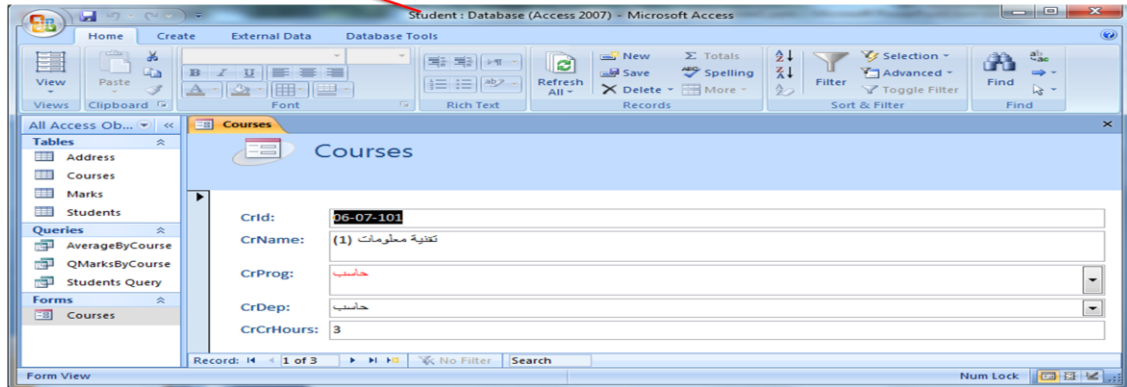 Student : Database (Access 2007) - Microsoft Access
Home Create External Data Database Tools
View Paste Refresh All New Save Delete Totals Spelling More Filter Selection Advanced Toggle Filter Find
Views Clipboard Font Rich Text Records Sort & Filter Find
All Access Ob... Courses
Tables
Address
Courses
Marks
Students
Queries
AverageByCourse
QMarksByCourse
Students Query
Forms
Courses
Courses
CrId: 06-07-101
CrName: تقنية معلومات (1)
CrProg: حاسب
CrDep: حاسب
CrCrHours: 3
Record: 1 of 3 No Filter Search
Form View Num Lock